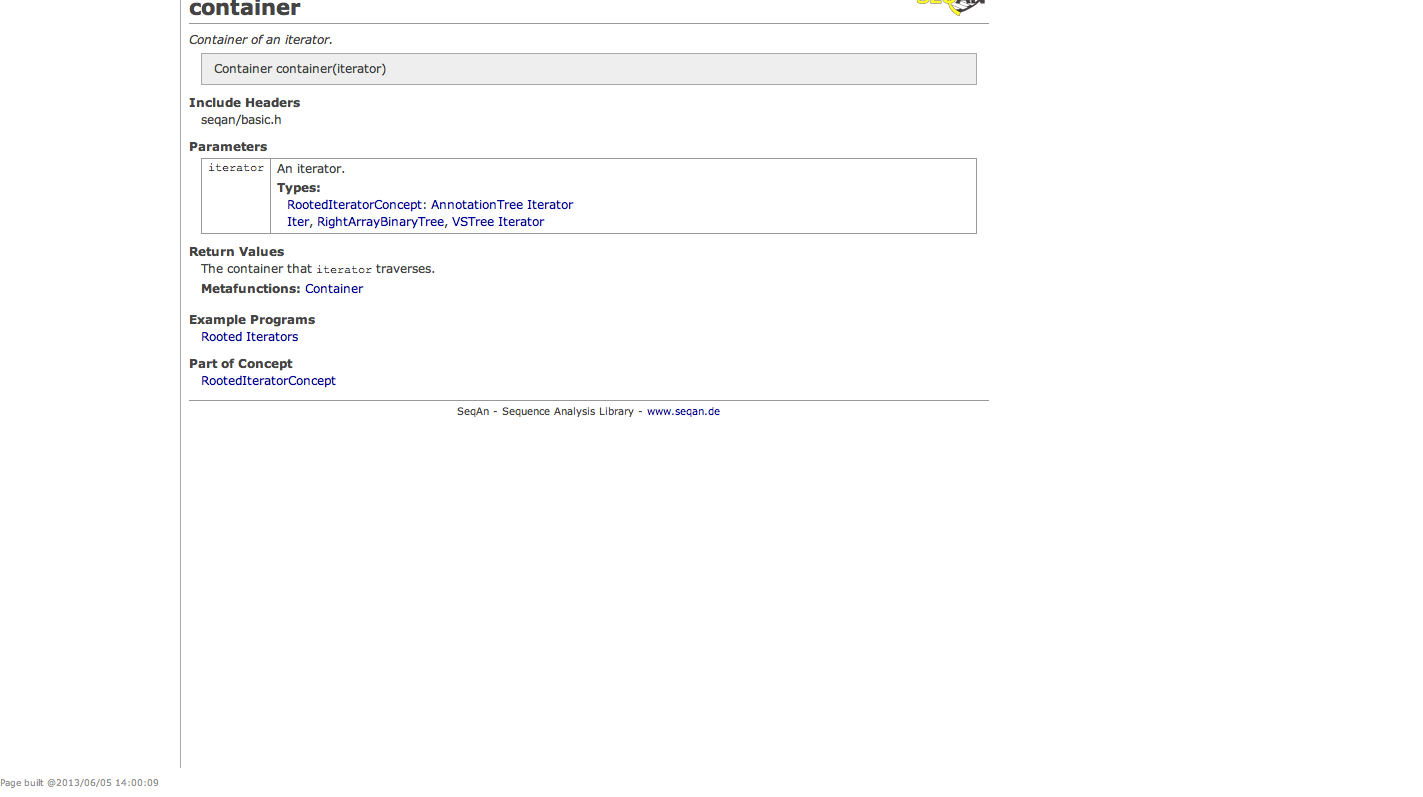 container
Container of an iterator.
Container container(iterator)
Include Headers
seqan/basic.h
Parameters
iterator
An iterator.
Types:
RootedIteratorConcept: AnnotationTree Iterator
Iter, RightArrayBinaryTree, VSTree Iterator
Return Values
The container that iterator traverses.
Metafunctions: Container
Example Programs
Rooted Iterators
Part of Concept
RootedIteratorConcept
SeqAn - Sequence Analysis Library - www.seqan.de
Page built @2013/06/05 14:00:09